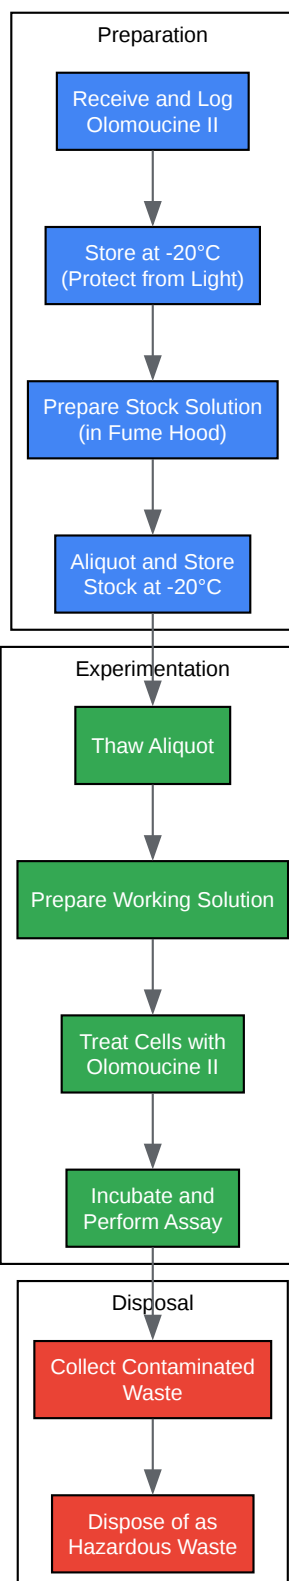 Preparation
Receive and Log
Olomoucine II
Store at -20°C
(Protect from Light)
Prepare Stock Solution
(in Fume Hood)
Aliquot and Store
Stock at -20°C
Experimentation
Thaw Aliquot
Prepare Working Solution
Treat Cells with
Olomoucine II
Incubate and
Perform Assay
Disposal
Collect Contaminated
Waste
Dispose of as
Hazardous Waste